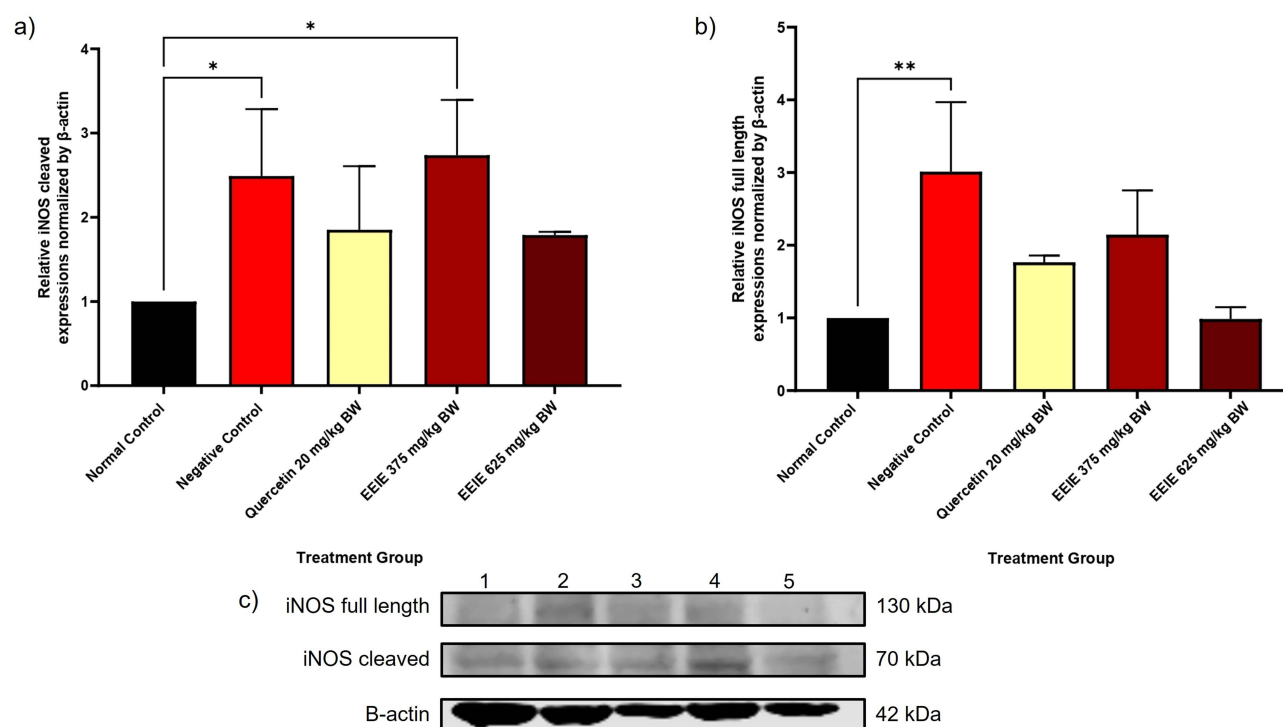 a)
*
*
4
3
2
1
0
Relative iNOS cleaved
expressions normalized by β-actin
Normal Control
Negative Control
Quercetin 20 mg/kg BW
EEIE 375 mg/kg BW
EEIE 625 mg/kg BW
Treatment Group
b)
**
5
4
3
2
1
0
Relative iNOS full length
expressions normalized by β-actin
Normal Control
Negative Control
Quercetin 20 mg/kg BW
EEIE 375 mg/kg BW
EEIE 625 mg/kg BW
Treatment Group
c)
1 2 3 4 5
iNOS full length 130 kDa
iNOS cleaved 70 kDa
B-actin 42 kDa